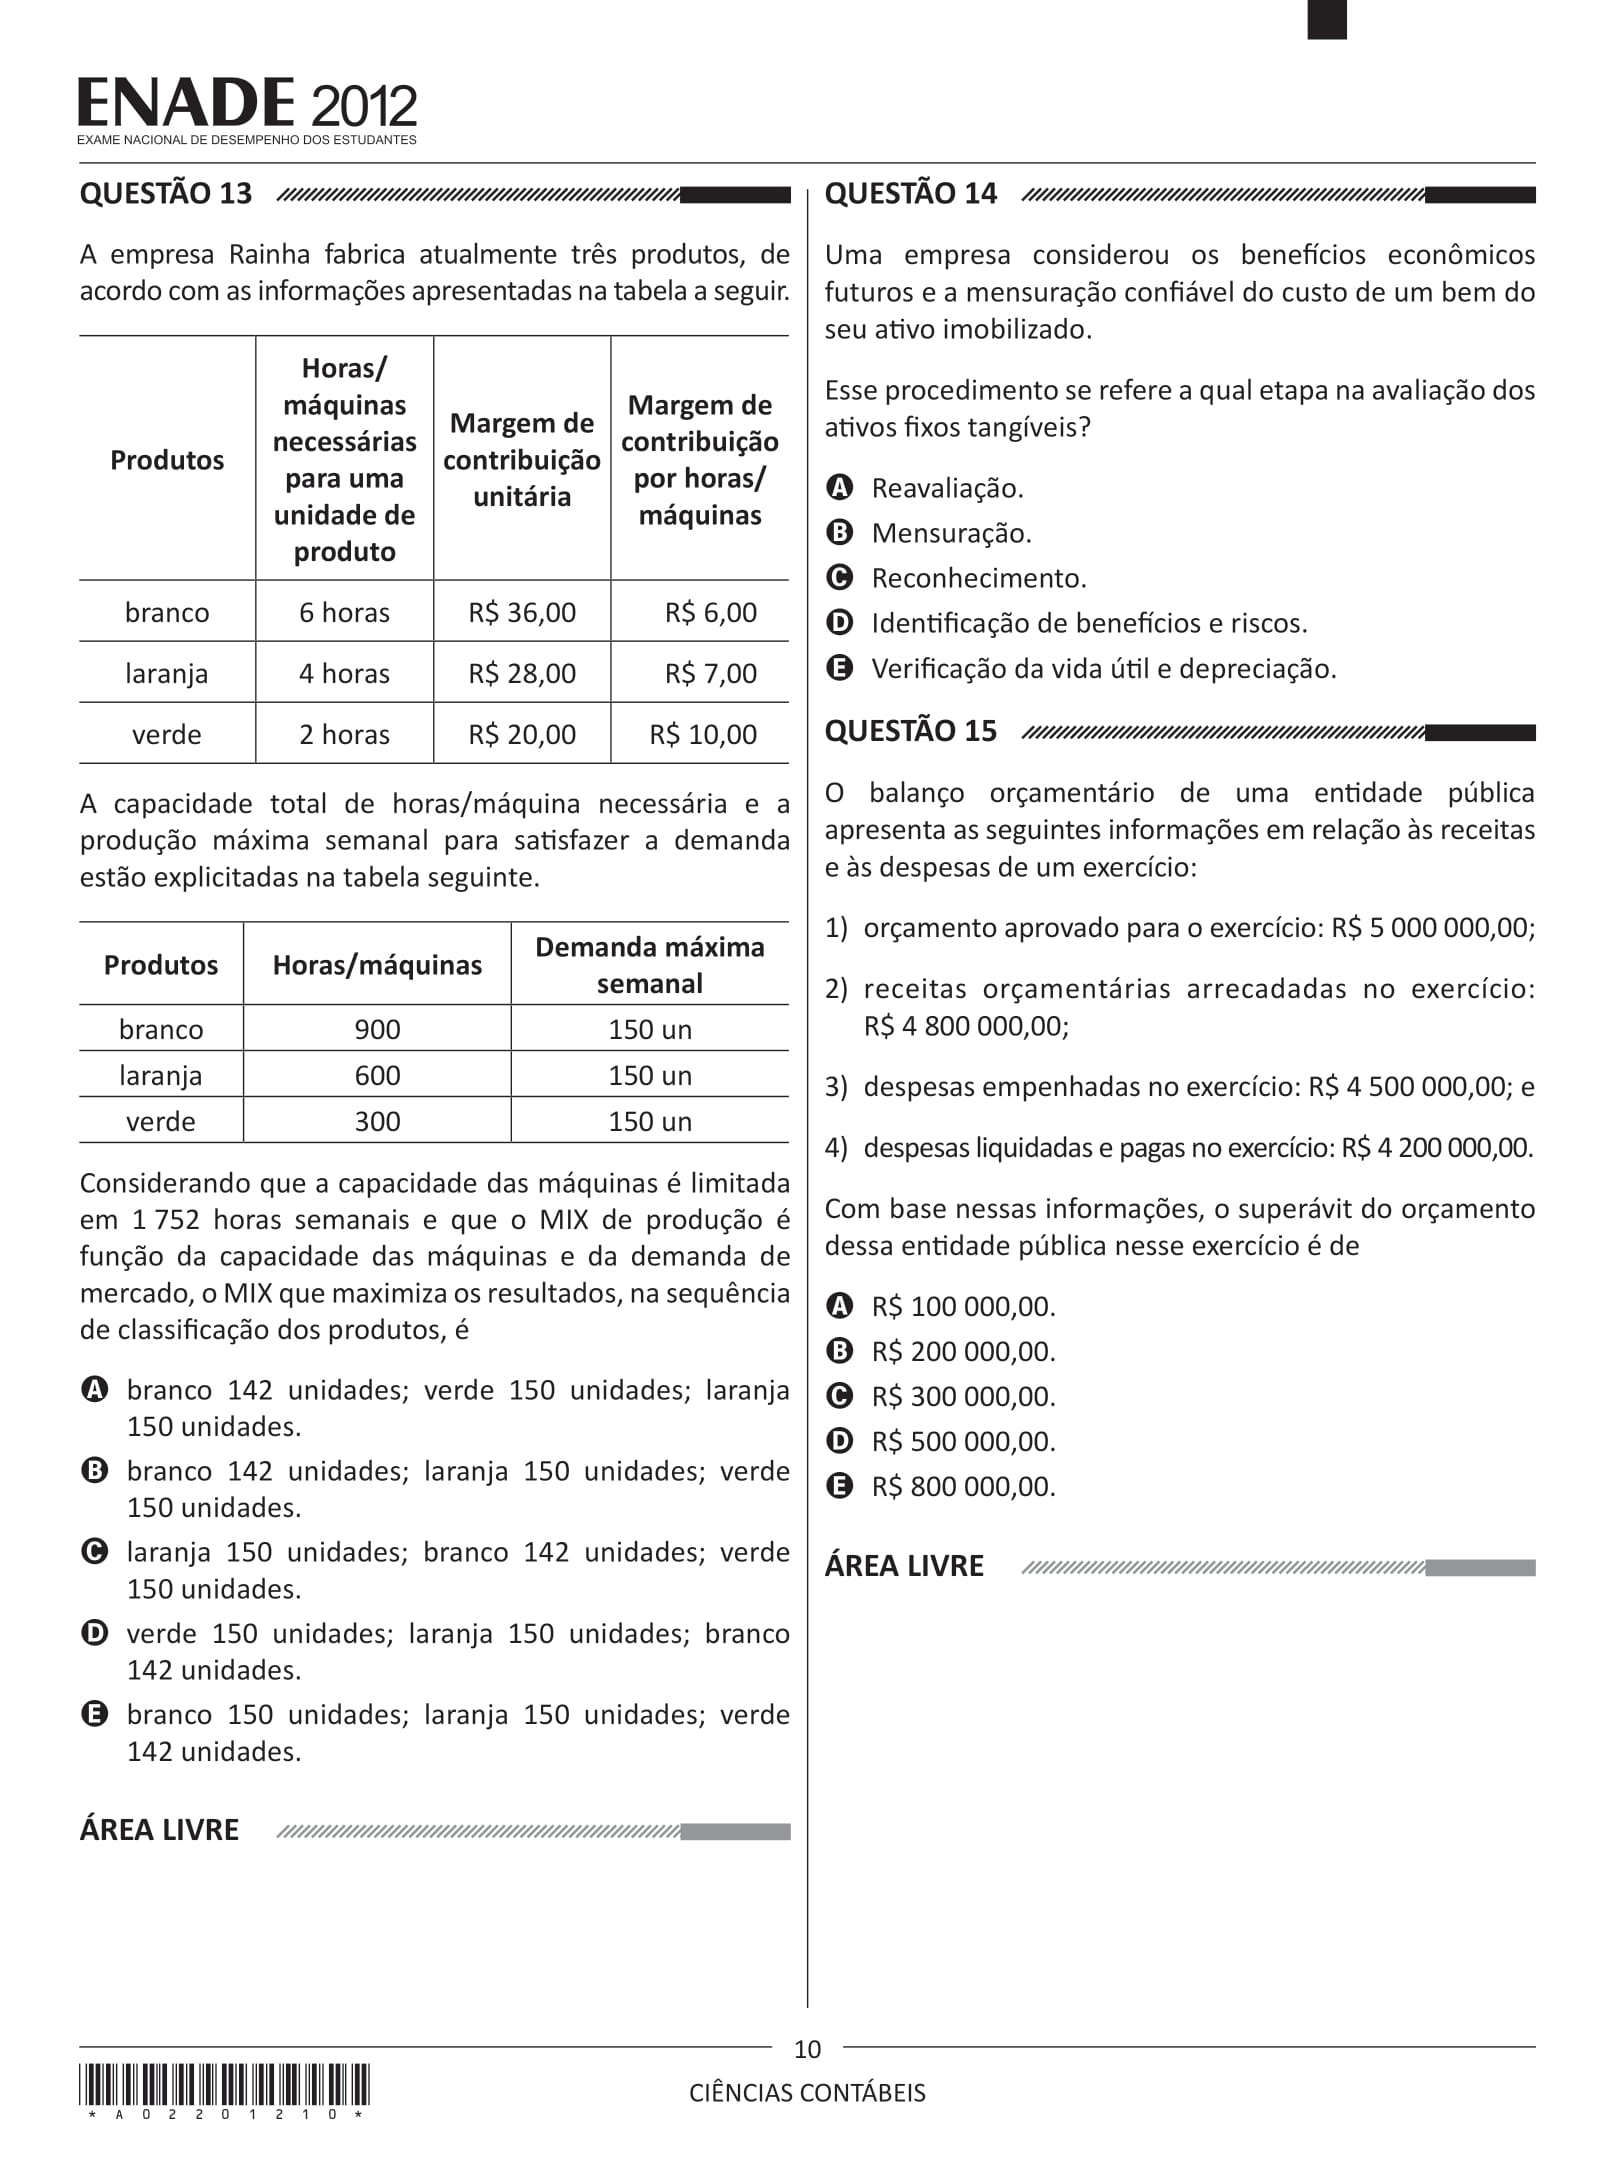 ENADE 2012
EXAME NACIONAL DE DESEMPENHO DOS ESTUDANTES
QUESTÃO 13
A empresa Rainha fabrica atualmente três produtos, de
acordo com as informações apresentadas na tabela a seguir.
Produtos
Horas/
máquinas
necessárias
para uma
unidade de
produto
Margem de
contribuição
unitária
Margem de
contribuição
por horas/
máquinas
branco 6 horas R$ 36,00 R$ 6,00
laranja 4 horas R$ 28,00 R$ 7,00
verde 2 horas R$ 20,00 R$ 10,00
A capacidade total de horas/máquina necessária e a
produção máxima semanal para satisfazer a demanda
estão explicitadas na tabela seguinte.
Produtos
Horas/máquinas
Demanda máxima
semanal
branco 900 150 un
laranja 600 150 un
verde 300 150 un
Considerando que a capacidade das máquinas é limitada
em 1 752 horas semanais e que o MIX de produção é
função da capacidade das máquinas e da demanda de
mercado, o MIX que maximiza os resultados, na sequência
de classificação dos produtos, é
A branco 142 unidades; verde 150 unidades; laranja
150 unidades.
B branco 142 unidades; laranja 150 unidades; verde
150 unidades.
C laranja 150 unidades; branco 142 unidades; verde
150 unidades.
D verde 150 unidades; laranja 150 unidades; branco
142 unidades.
E branco 150 unidades; laranja 150 unidades; verde
142 unidades.
ÁREA LIVRE
QUESTÃO 14
Uma empresa considerou os benefícios econômicos
futuros e a mensuração confiável do custo de um bem do
seu ativo imobilizado.
Esse procedimento se refere a qual etapa na avaliação dos
ativos fixos tangíveis?
A Reavaliação.
B Mensuração.
C Reconhecimento.
D Identificação de benefícios e riscos.
E Verificação da vida útil e depreciação.
QUESTÃO 15
O balanço orçamentário de uma entidade pública
apresenta as seguintes informações em relação às receitas
e às despesas de um exercício:
1) orçamento aprovado para o exercício: R$ 5 000 000,00;
2) receitas orçamentárias arrecadadas no exercício:
R$ 4 800 000,00;
3) despesas empenhadas no exercício: R$ 4 500 000,00; e
4) despesas liquidadas e pagas no exercício: R$ 4 200 000,00.
Com base nessas informações, o superávit do orçamento
dessa entidade pública nesse exercício é de
A R$ 100 000,00.
B R$ 200 000,00.
C R$ 300 000,00.
D R$ 500 000,00.
E R$ 800 000,00.
ÁREA LIVRE
10
CIÊNCIAS CONTÁBEIS
* A 0 2 2 0 1 2 1 0 *